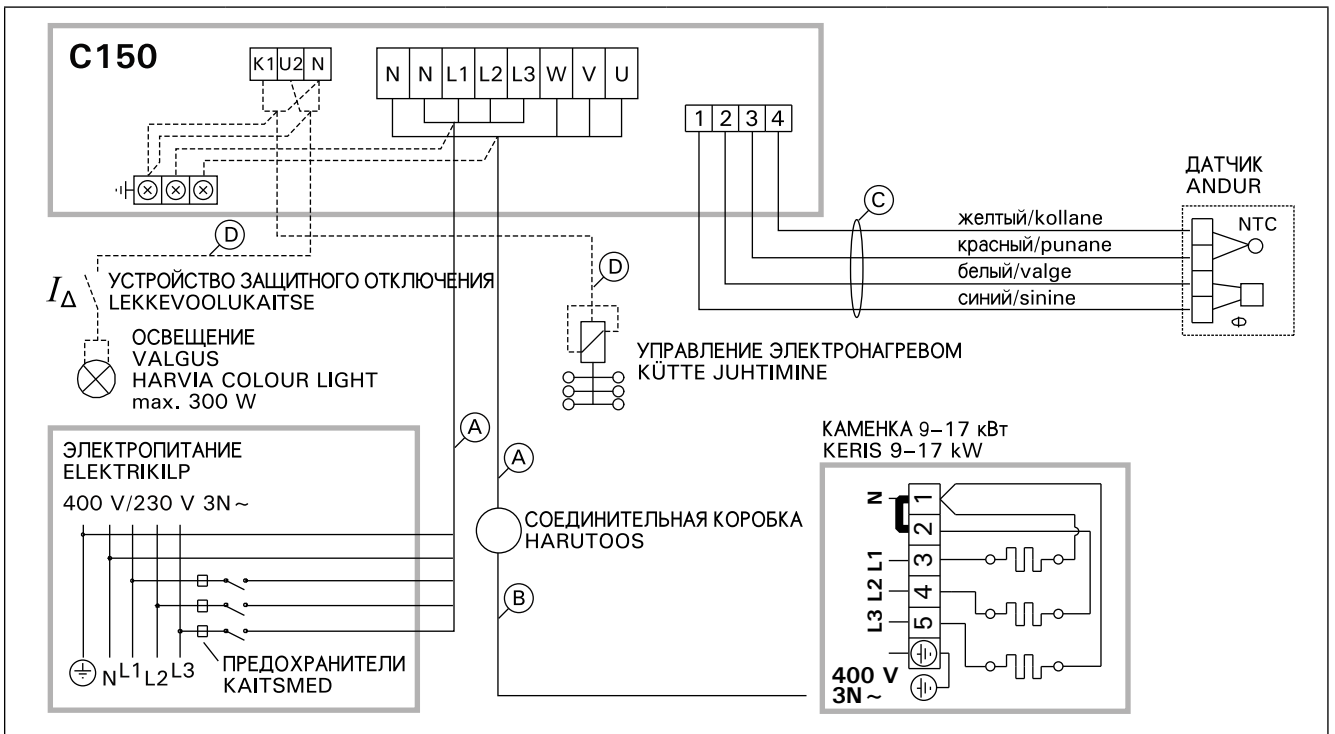 C150
K1 U2 N
N N L1 L2 L3 W V U
1 2 3 4
ДАТЧИК
ANDUR
C
желтый/kollane
NTC
красный/punane
белый/valge
синий/sinine
Ф
D
D
I∆
УСТРОЙСТВО ЗАЩИТНОГО ОТКЛЮЧЕНИЯ
LEKKEVOOLUKAITSE
ОСВЕЩЕНИЕ
VALGUS
HARVIA COLOUR LIGHT
max. 300 W
УПРАВЛЕНИЕ ЭЛЕКТРОНАГРЕВОМ
KÜTTE JUHTIMINE
A
A
ЭЛЕКТРОПИТАНИЕ
ELEKTRIKILP
400 V/230 V 3N~
СОЕДИНИТЕЛЬНАЯ КОРОБКА
HARUTOOS
B
N L1 L2 L3
ПРЕДОХРАНИТЕЛИ
KAITSMED
КАМЕНКА 9–17 кВт
KERIS 9–17 kW
N 1
2
L1 3
L2 4
L3 5
400 V
3N~